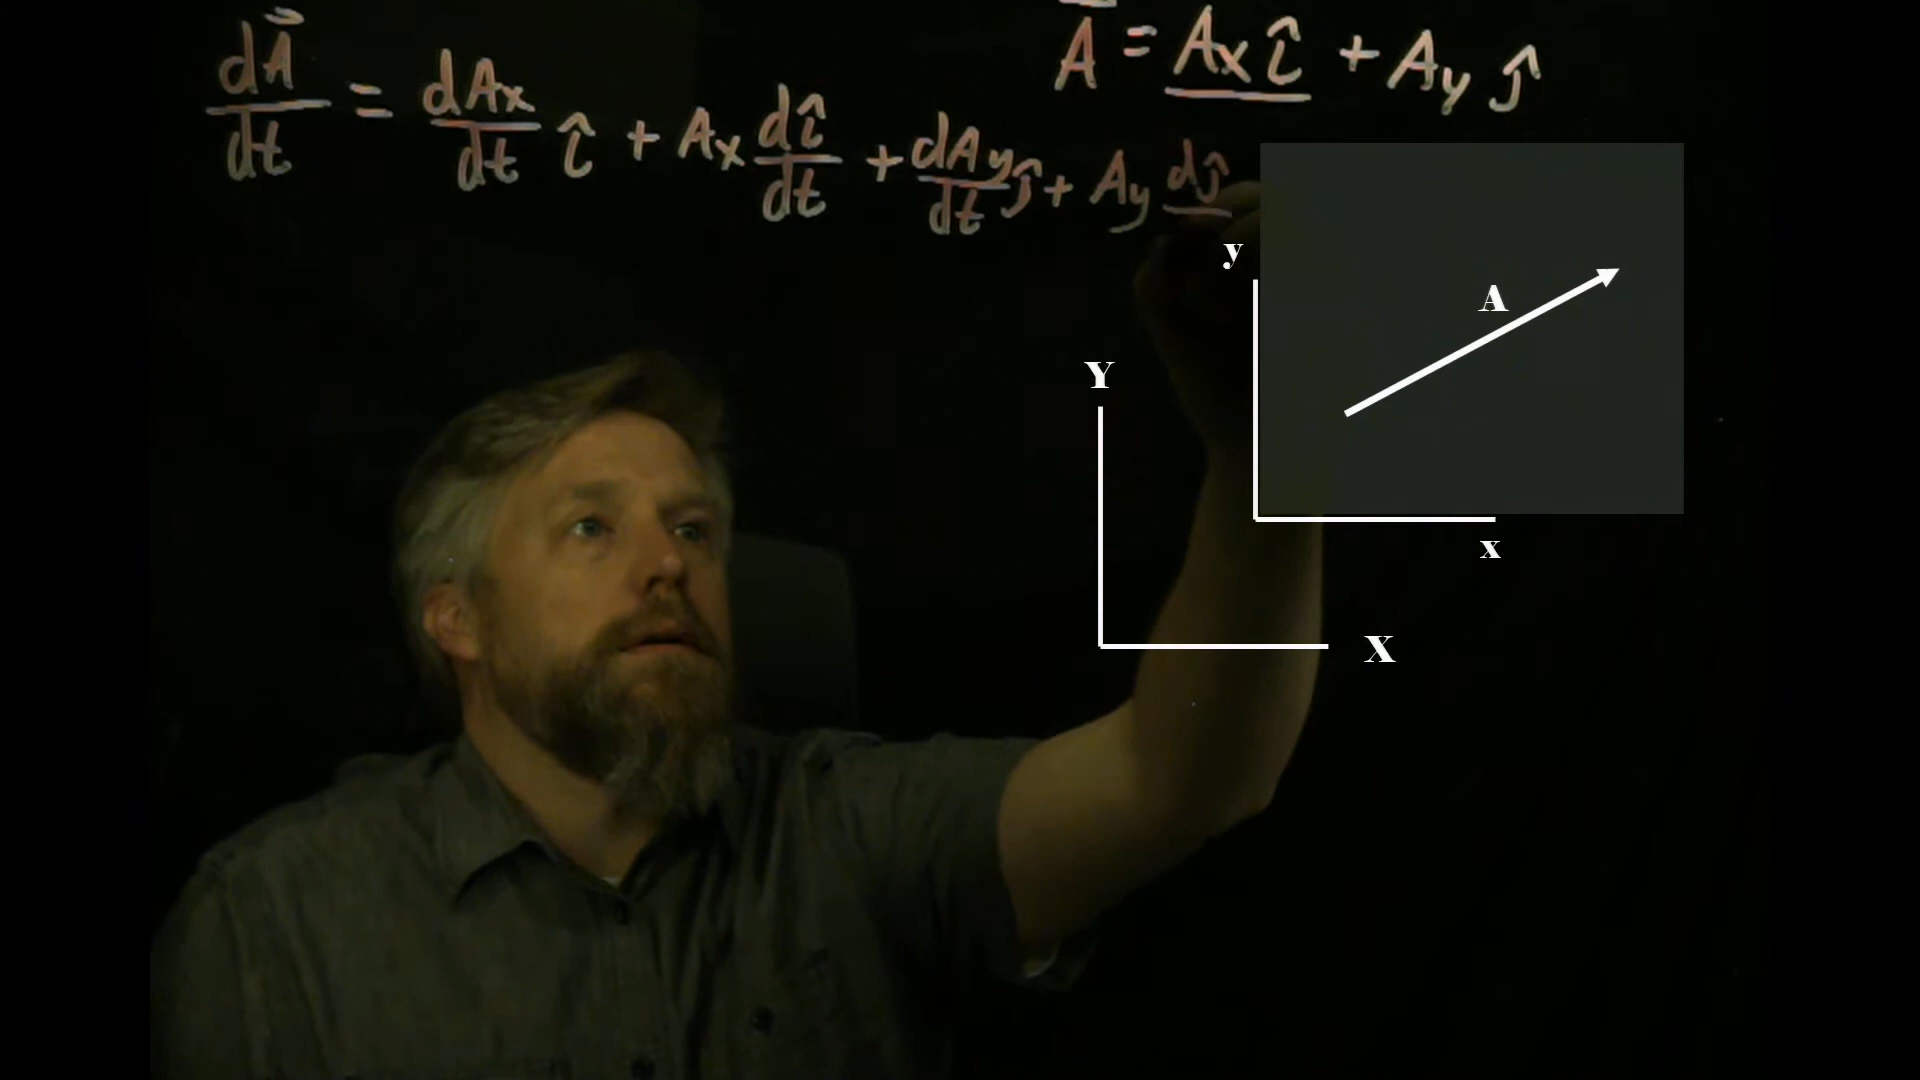 A⃗ = Ax î + Ay ĵ
dA⃗/dt = dAx/dt î + Ax dî/dt + dAy/dt ĵ + Ay dĵ
y
A
Y
x
X